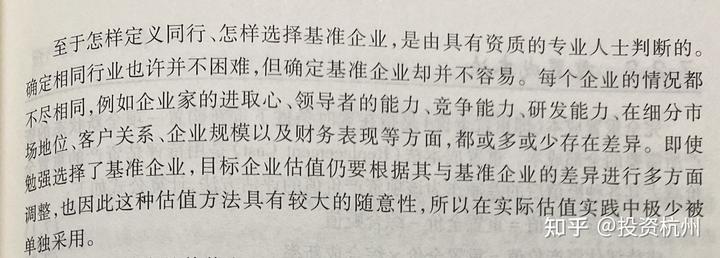 至于怎样定义同行、怎样选择基准企业，是由具有资质的专业人士判断的。
确定相同行业也许并不困难，但确定基准企业却并不容易。每个企业的情况都
不尽相同，例如企业家的进取心、领导者的能力、竞争能力、研发能力、在细分市
场地位、客户关系、企业规模以及财务表现等方面，都或多或少存在差异。即使
勉强选择了基准企业，目标企业估值仍要根据其与基准企业的差异进行多方面
调整，也因此这种估值方法具有较大的随意性，所以在实际估值实践中极少被
单独采用。
知乎 @投资杭州